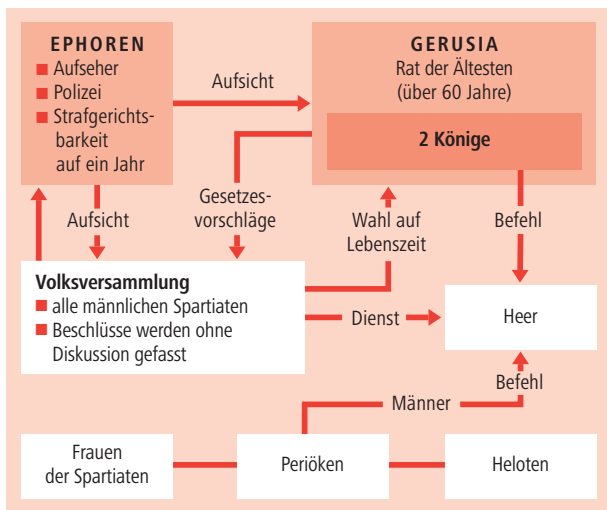 EPHOREN
■ Aufseher
■ Polizei
■ Strafgerichts-
barkeit
auf ein Jahr
Aufsicht
GERUSIA
Rat der Ältesten
(über 60 Jahre)
2 Könige
Aufsicht
Gesetzes-
vorschläge
Wahl auf
Lebenszeit
Befehl
Volksversammlung
■ alle männlichen Spartiaten
■ Beschlüsse werden ohne
Diskussion gefasst
Dienst
Heer
Befehl
Männer
Frauen
der Spartiaten
Periöken
Heloten